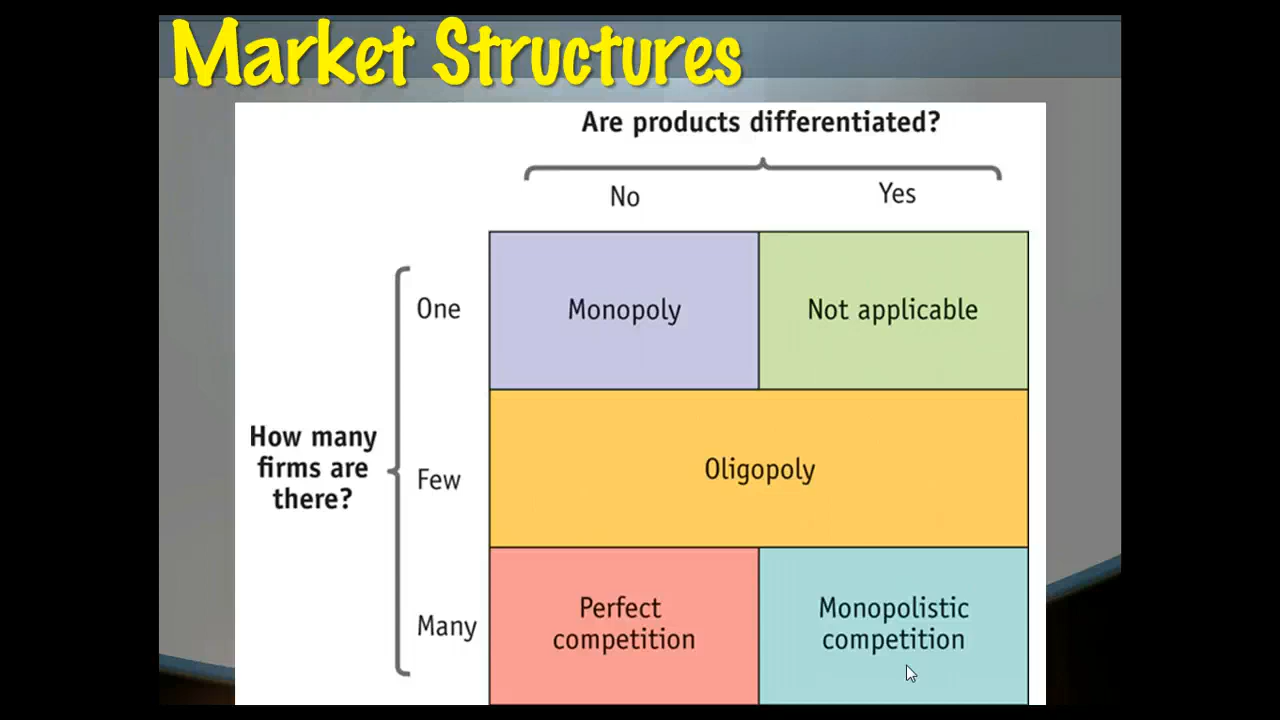 Market Structures
Are products differentiated?
No
Yes
One
Monopoly
Not applicable
How many
firms are
there?
Few
Oligopoly
Many
Perfect
competition
Monopolistic
competition